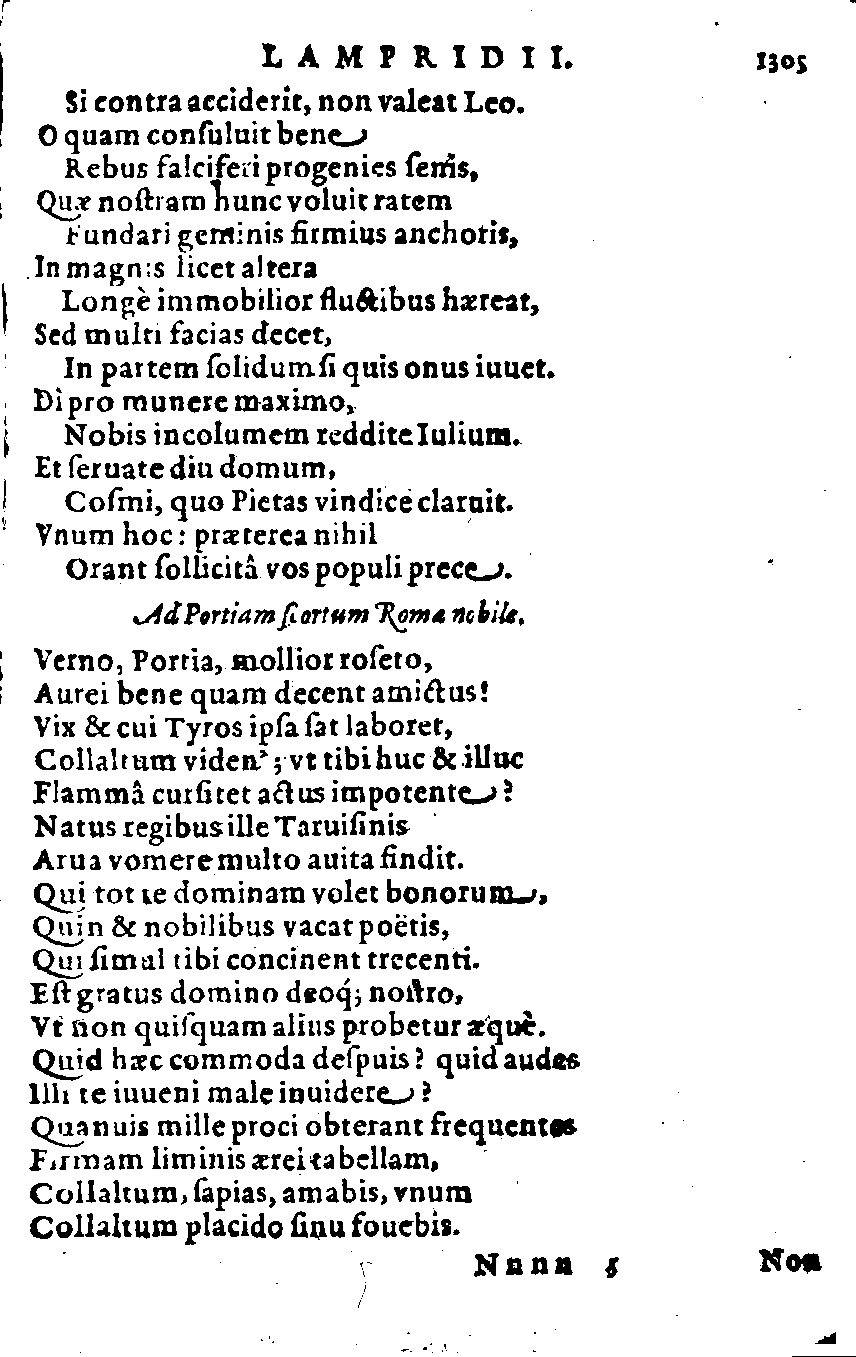 LAMPRIDII. 1305
Si contra acciderit, non valeat Leo.
O quam conſuluit bene
Rebus falciferi progenies ſenis,
Quæ noſtram hunc voluit ratem
Fundari geminis firmius anchoris,
In magnis licet altera
Longè immobilior fluctibus hæreat,
Sed multi facias decet,
In partem ſolidum ſi quis onus iuuet.
Dì pro munere maximo,
Nobis incolumem reddite Iulium.
Et ſeruate diu domum,
Coſmi, quo Pietas vindice claruit.
Vnum hoc: præterea nihil
Orant ſollicitâ vos populi prece.
Ad Portiam ſcortum Romæ nobile.
Verno, Portia, mollior roſeto,
Aurei bene quam decent amictus!
Vix & cui Tyros ipſa ſat laboret,
Collaltum viden'; vt tibi huc & illuc
Flammâ curſitet actus impotente?
Natus regibus ille Taruiſinis
Arua vomere multo auita findit.
Qui tot te dominam volet bonorum,
Quin & nobilibus vacat poëtis,
Qui ſimul tibi concinent trecenti.
Eſt gratus domino deoq́; noſtro,
Vt non quiſquam alius probetur æquè.
Quid hæc commoda deſpuis? quid audes
Illi te iuueni male inuidere?
Quanuis mille proci obterant frequentes
Firmam liminis ærei tabellam,
Collaltum, ſapias, amabis, vnum
Collaltum placido ſinu fouebis.
Nnnn 5 Non